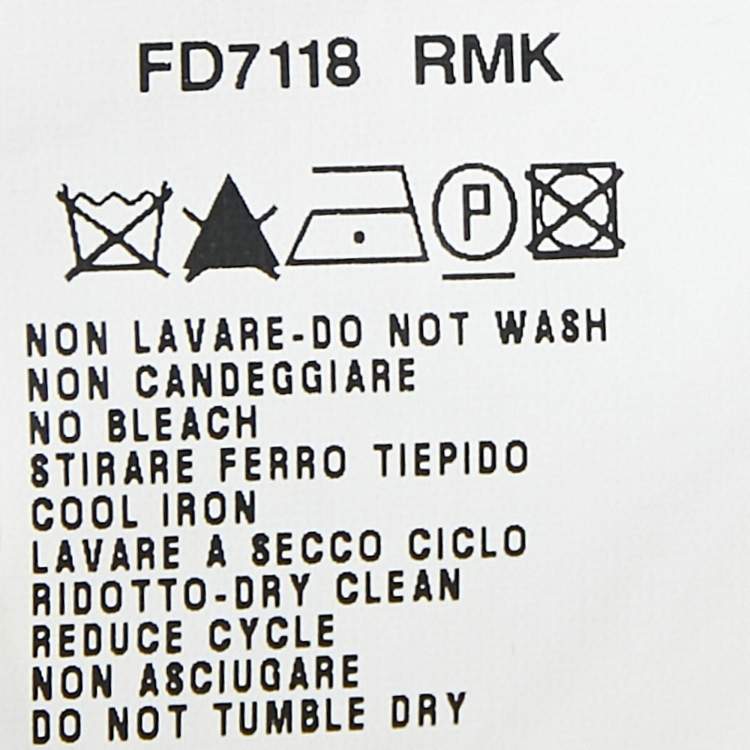 FD7118 RMK
P
NON LAVARE-DO NOT WASH
NON CANDEGGIARE
NO BLEACH
STIRARE FERRO TIEPIDO
COOL IRON
LAVARE A SECCO CICLO
RIDOTTO-DRY CLEAN
REDUCE CYCLE
NON ASCIUGARE
DO NOT TUMBLE DRY